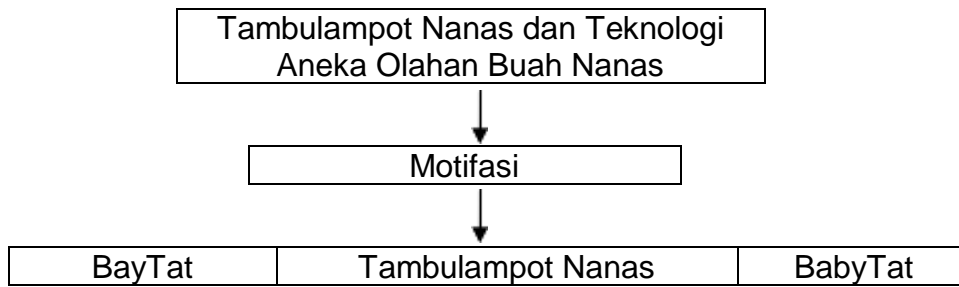 Tambulampot Nanas dan Teknologi
Aneka Olahan Buah Nanas
Motifasi
BayTat Tambulampot Nanas BabyTat